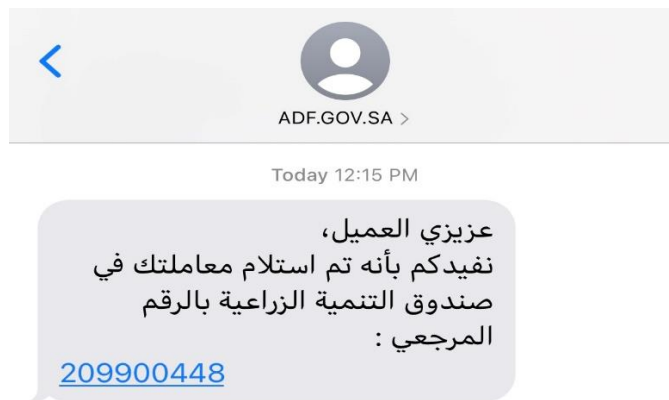 ADF.GOV.SA >
Today 12:15 PM
عزيزي العميل،
نفيدكم بأنه تم استلام معاملتك في
صندوق التنمية الزراعية بالرقم
المرجعي :
209900448